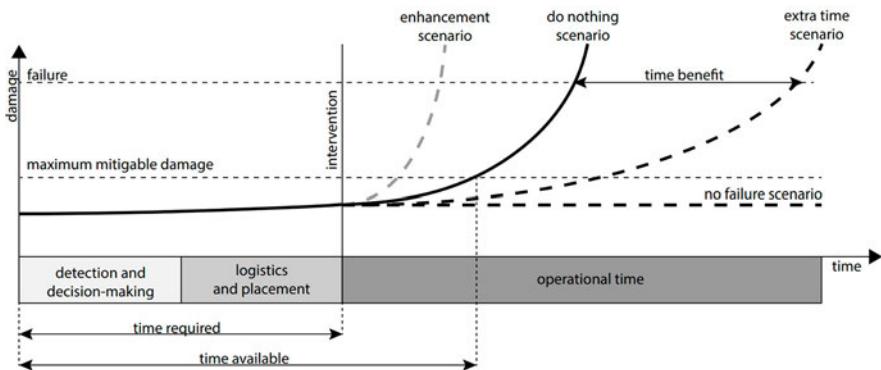 enhancement
scenario
do nothing
scenario
extra time
scenario
damage
failure
time benefit
intervention
maximum mitigable damage
no failure scenario
detection and
decision-making
logistics
and placement
operational time
time
time required
time available